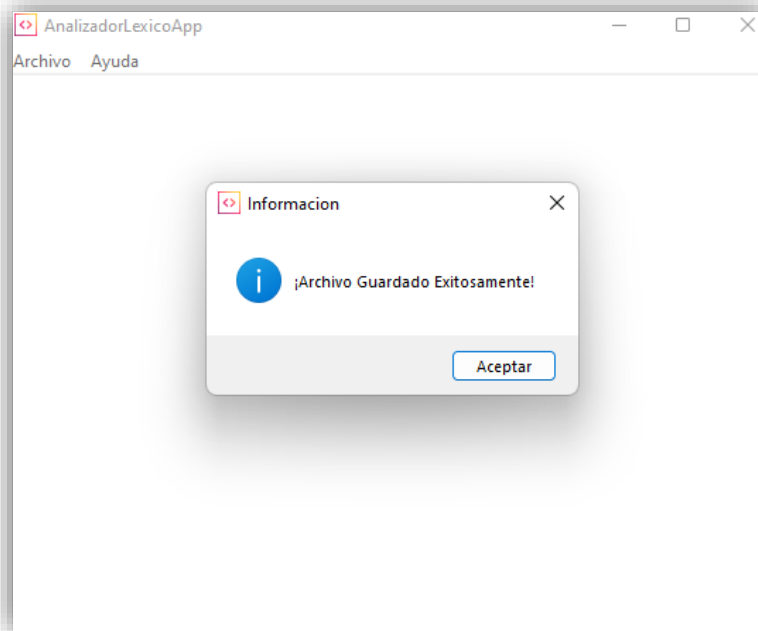 AnalizadorLexicoApp
Archivo Ayuda
Informacion
¡Archivo Guardado Exitosamente!
Aceptar